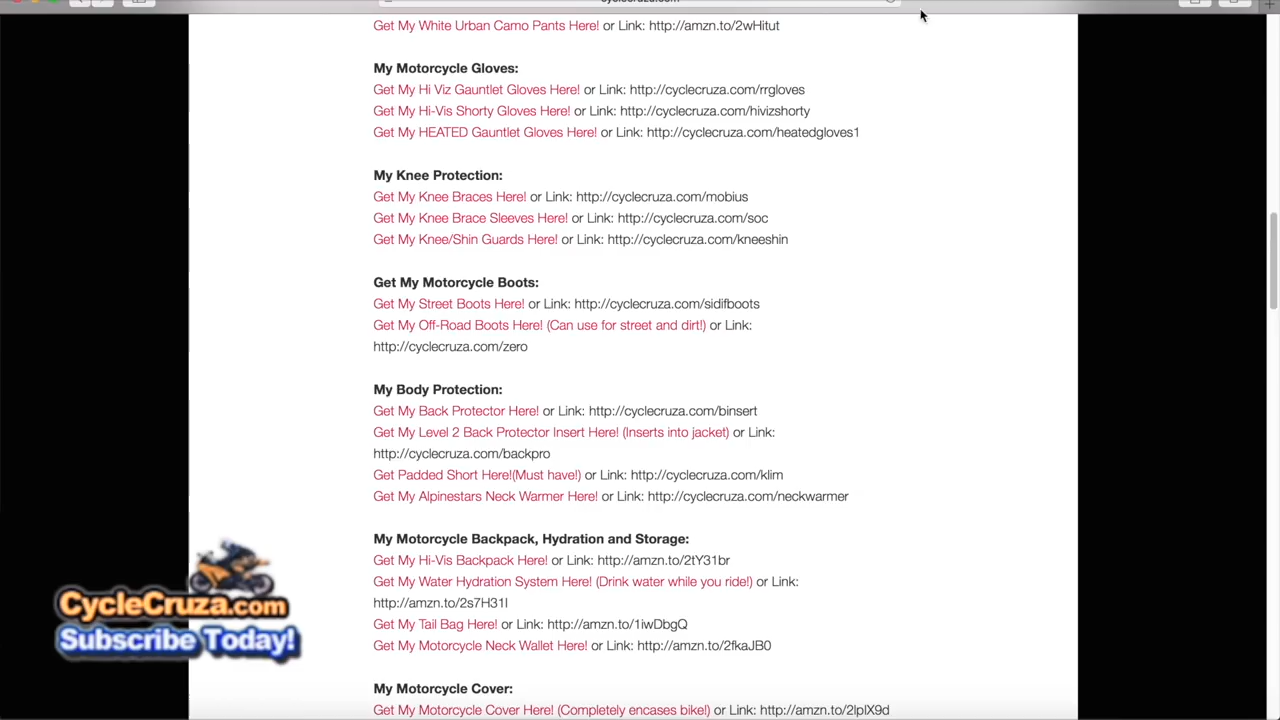 Get My White Urban Camo Pants Here! or Link: http://amzn.to/2wHitut
My Motorcycle Gloves:
Get My Hi Viz Gauntlet Gloves Here! or Link: http://cyclecruza.com/rrgloves
Get My Hi-Vis Shorty Gloves Here! or Link: http://cyclecruza.com/hivizshorty
Get My HEATED Gauntlet Gloves Here! or Link: http://cyclecruza.com/heatedgloves1
My Knee Protection:
Get My Knee Braces Here! or Link: http://cyclecruza.com/mobius
Get My Knee Brace Sleeves Here! or Link: http://cyclecruza.com/soc
Get My Knee/Shin Guards Here! or Link: http://cyclecruza.com/kneeshin
Get My Motorcycle Boots:
Get My Street Boots Here! or Link: http://cyclecruza.com/sidifboots
Get My Off-Road Boots Here! (Can use for street and dirt!) or Link:
http://cyclecruza.com/zero
My Body Protection:
Get My Back Protector Here! or Link: http://cyclecruza.com/binsert
Get My Level 2 Back Protector Insert Here! (Inserts into jacket) or Link:
http://cyclecruza.com/backpro
Get Padded Short Here!(Must have!) or Link: http://cyclecruza.com/klim
Get My Alpinestars Neck Warmer Here! or Link: http://cyclecruza.com/neckwarmer
My Motorcycle Backpack, Hydration and Storage:
Get My Hi-Vis Backpack Here! or Link: http://amzn.to/2tY31br
Get My Water Hydration System Here! (Drink water while you ride!) or Link:
http://amzn.to/2s7H31I
Get My Tail Bag Here! or Link: http://amzn.to/1iwDbgQ
Get My Motorcycle Neck Wallet Here! or Link: http://amzn.to/2fkaJB0
My Motorcycle Cover:
Get My Motorcycle Cover Here! (Completely encases bike!) or Link: http://amzn.to/2lplX9d
CycleCruza.com
Subscribe Today!